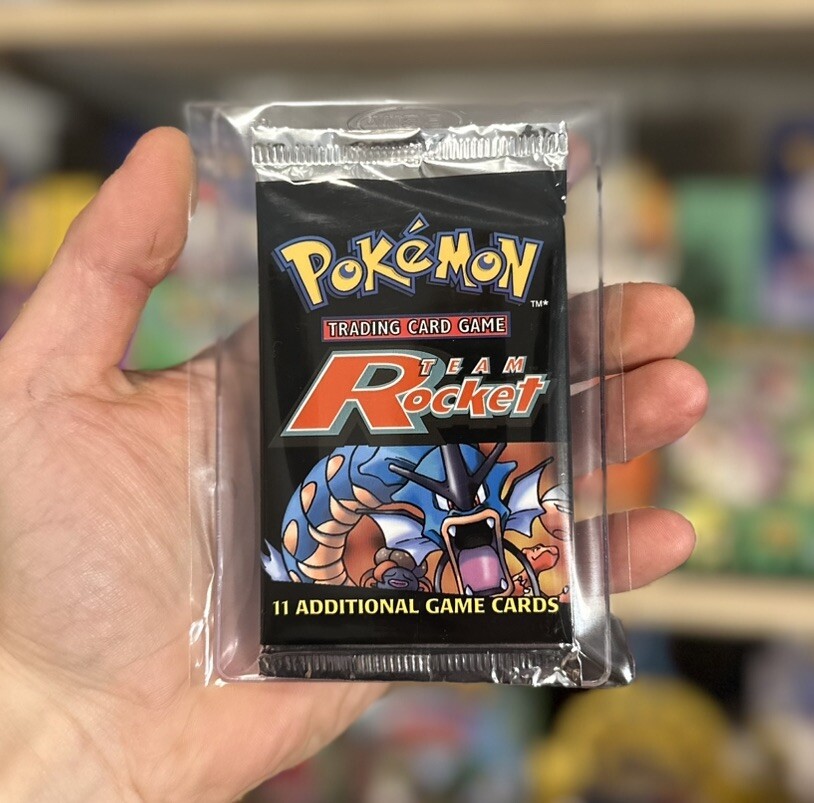 POKéMON
TM*
TRADING CARD GAME
TEAM
Rocket
11 ADDITIONAL GAME CARDS